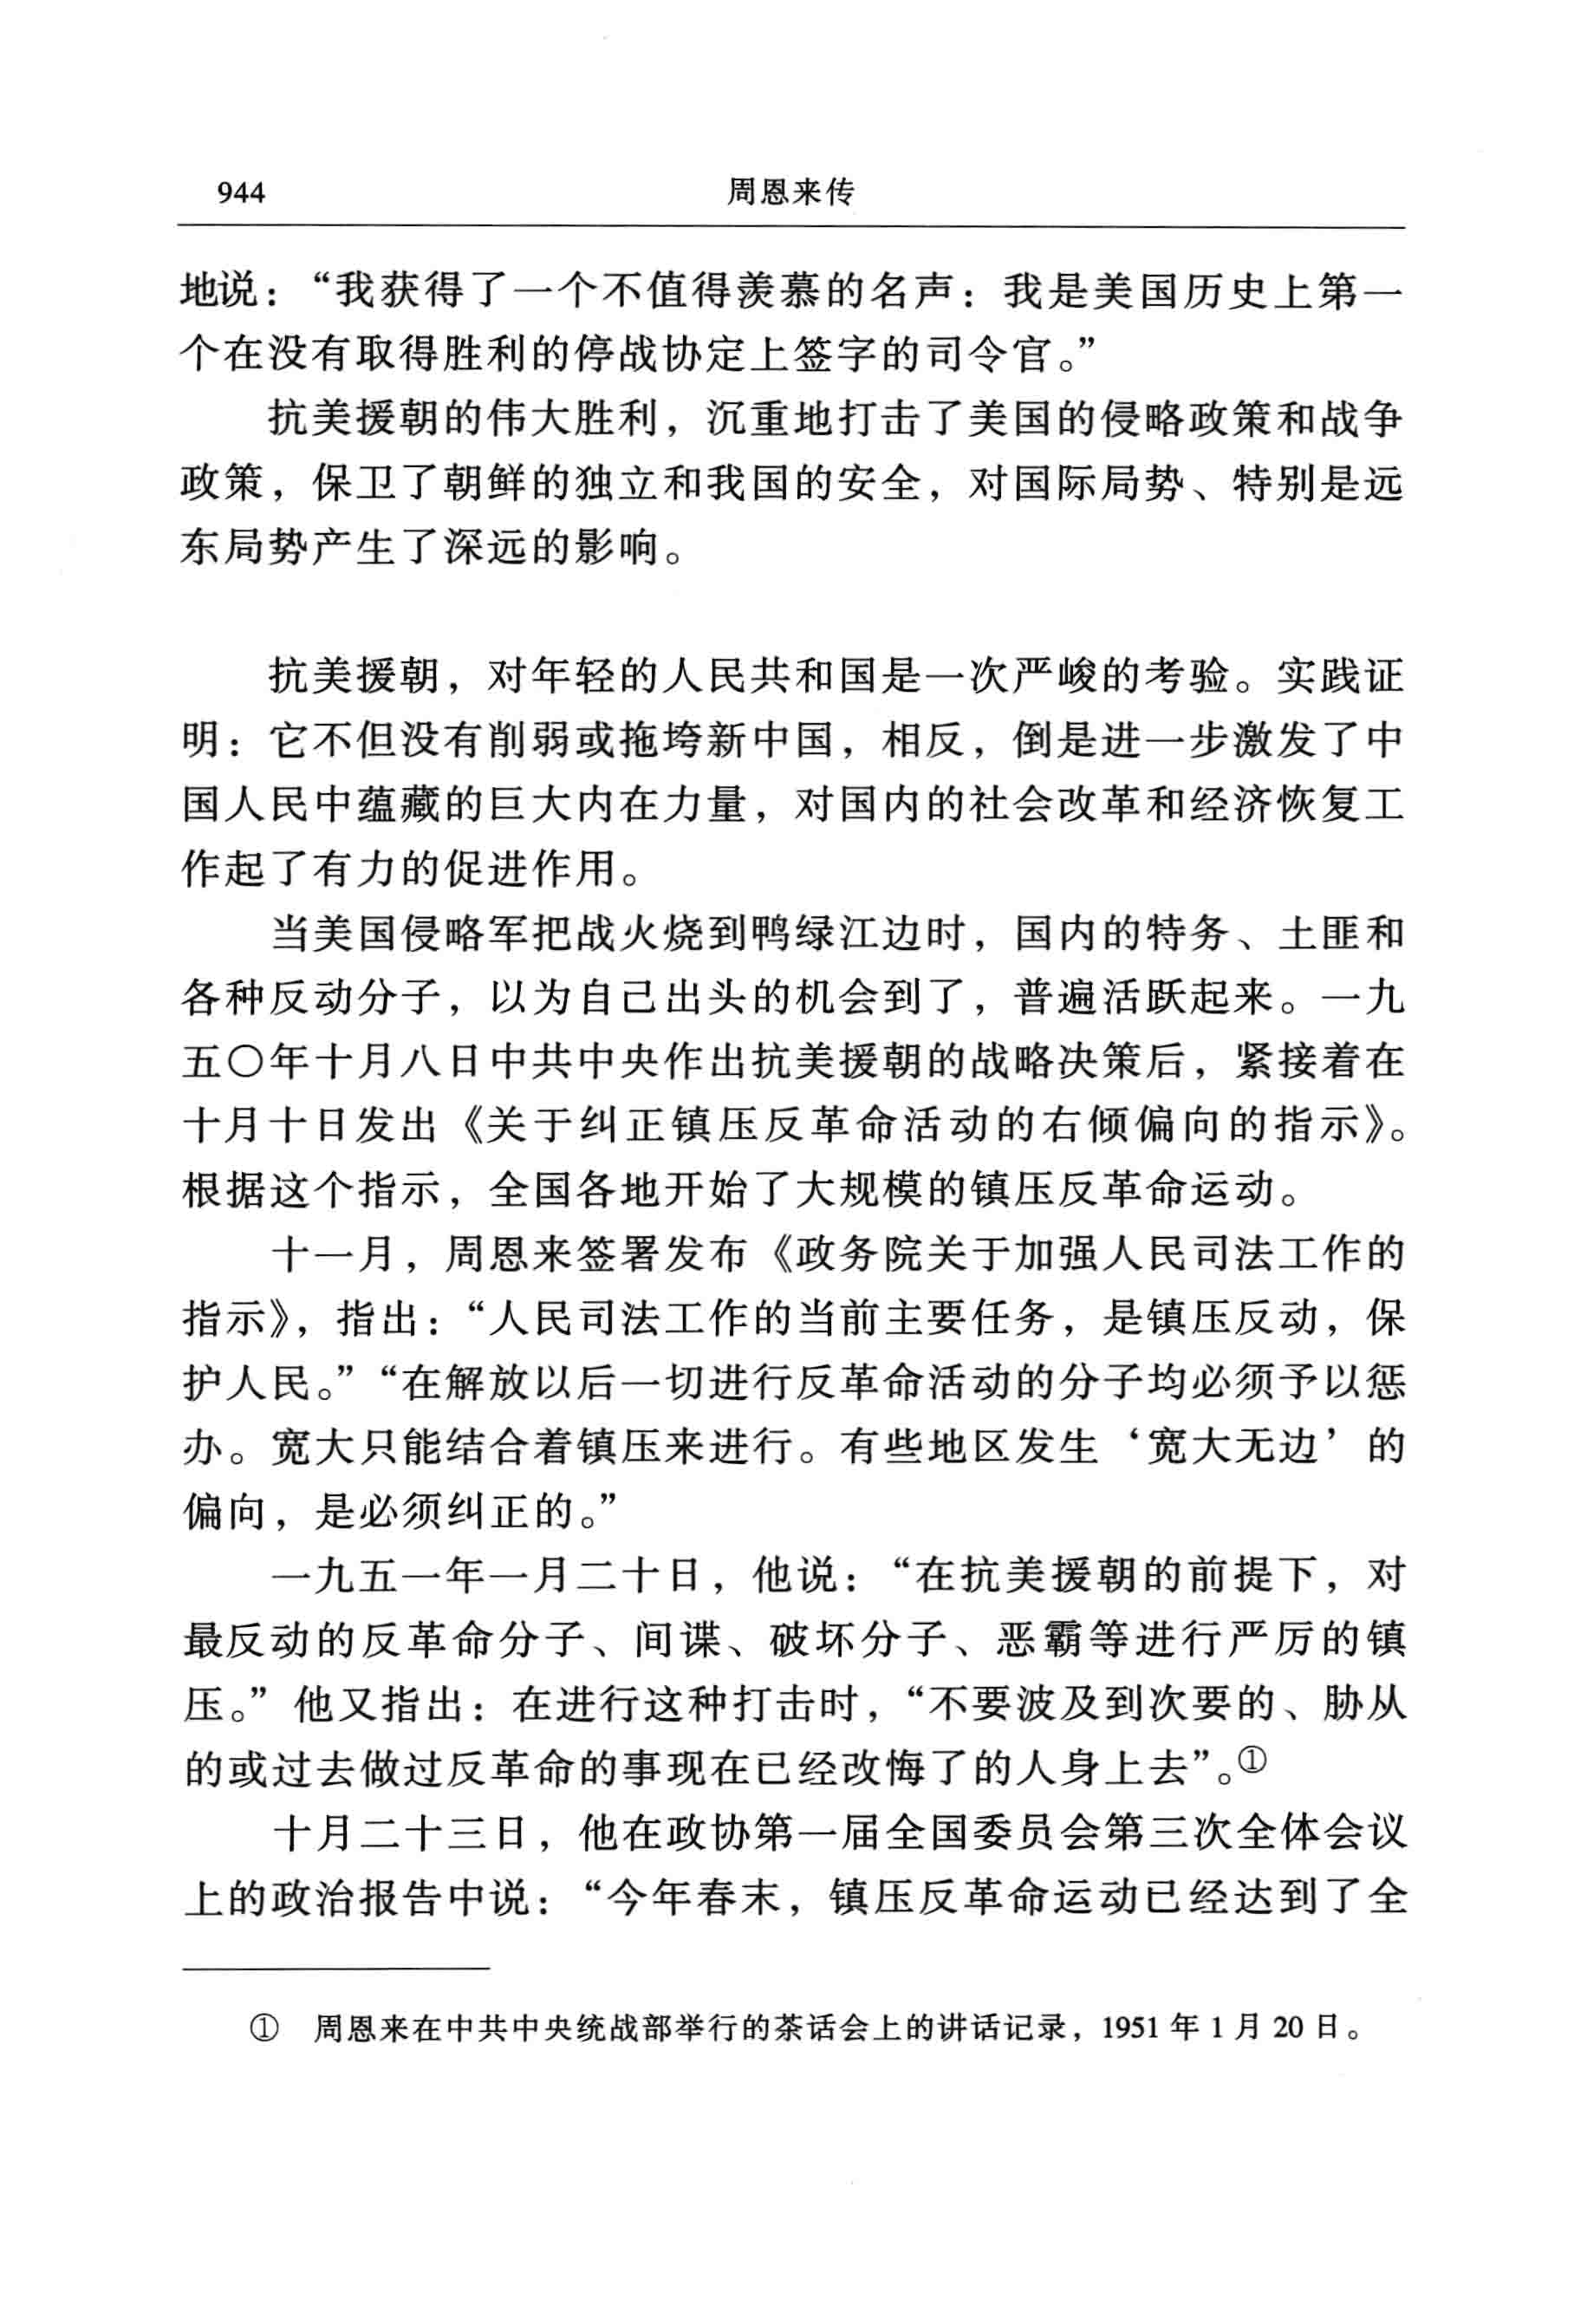 944
周恩来传
地说：“我获得了一个不值得羡慕的名声：我是美国历史上第一
个在没有取得胜利的停战协定上签字的司令官。”
抗美援朝的伟大胜利，沉重地打击了美国的侵略政策和战争
政策，保卫了朝鲜的独立和我国的安全，对国际局势、特别是远
东局势产生了深远的影响。
抗美援朝，对年轻的人民共和国是一次严峻的考验。实践证
明：它不但没有削弱或拖垮新中国，相反，倒是进一步激发了中
国人民中蕴藏的巨大内在力量，对国内的社会改革和经济恢复工
作起了有力的促进作用。
当美国侵略军把战火烧到鸭绿江边时，国内的特务、土匪和
各种反动分子，以为自己出头的机会到了，普遍活跃起来。一九
五〇年十月八日中共中央作出抗美援朝的战略决策后，紧接着在
十月十日发出《关于纠正镇压反革命活动的右倾偏向的指示》。
根据这个指示，全国各地开始了大规模的镇压反革命运动。
十一月，周恩来签署发布《政务院关于加强人民司法工作的
指示》，指出：“人民司法工作的当前主要任务，是镇压反动，保
护人民。”“在解放以后一切进行反革命活动的分子均必须予以惩
办。宽大只能结合着镇压来进行。有些地区发生‘宽大无边’的
偏向，是必须纠正的。”
一九五一年一月二十日，他说：“在抗美援朝的前提下，对
最反动的反革命分子、间谍、破坏分子、恶霸等进行严厉的镇
压。”他又指出：在进行这种打击时，“不要波及到次要的、胁从
的或过去做过反革命的事现在已经改悔了的人身上去”。①
十月二十三日，他在政协第一届全国委员会第三次全体会议
上的政治报告中说：“今年春末，镇压反革命运动已经达到了全
① 周恩来在中共中央统战部举行的茶话会上的讲话记录，1951 年 1 月 20 日。